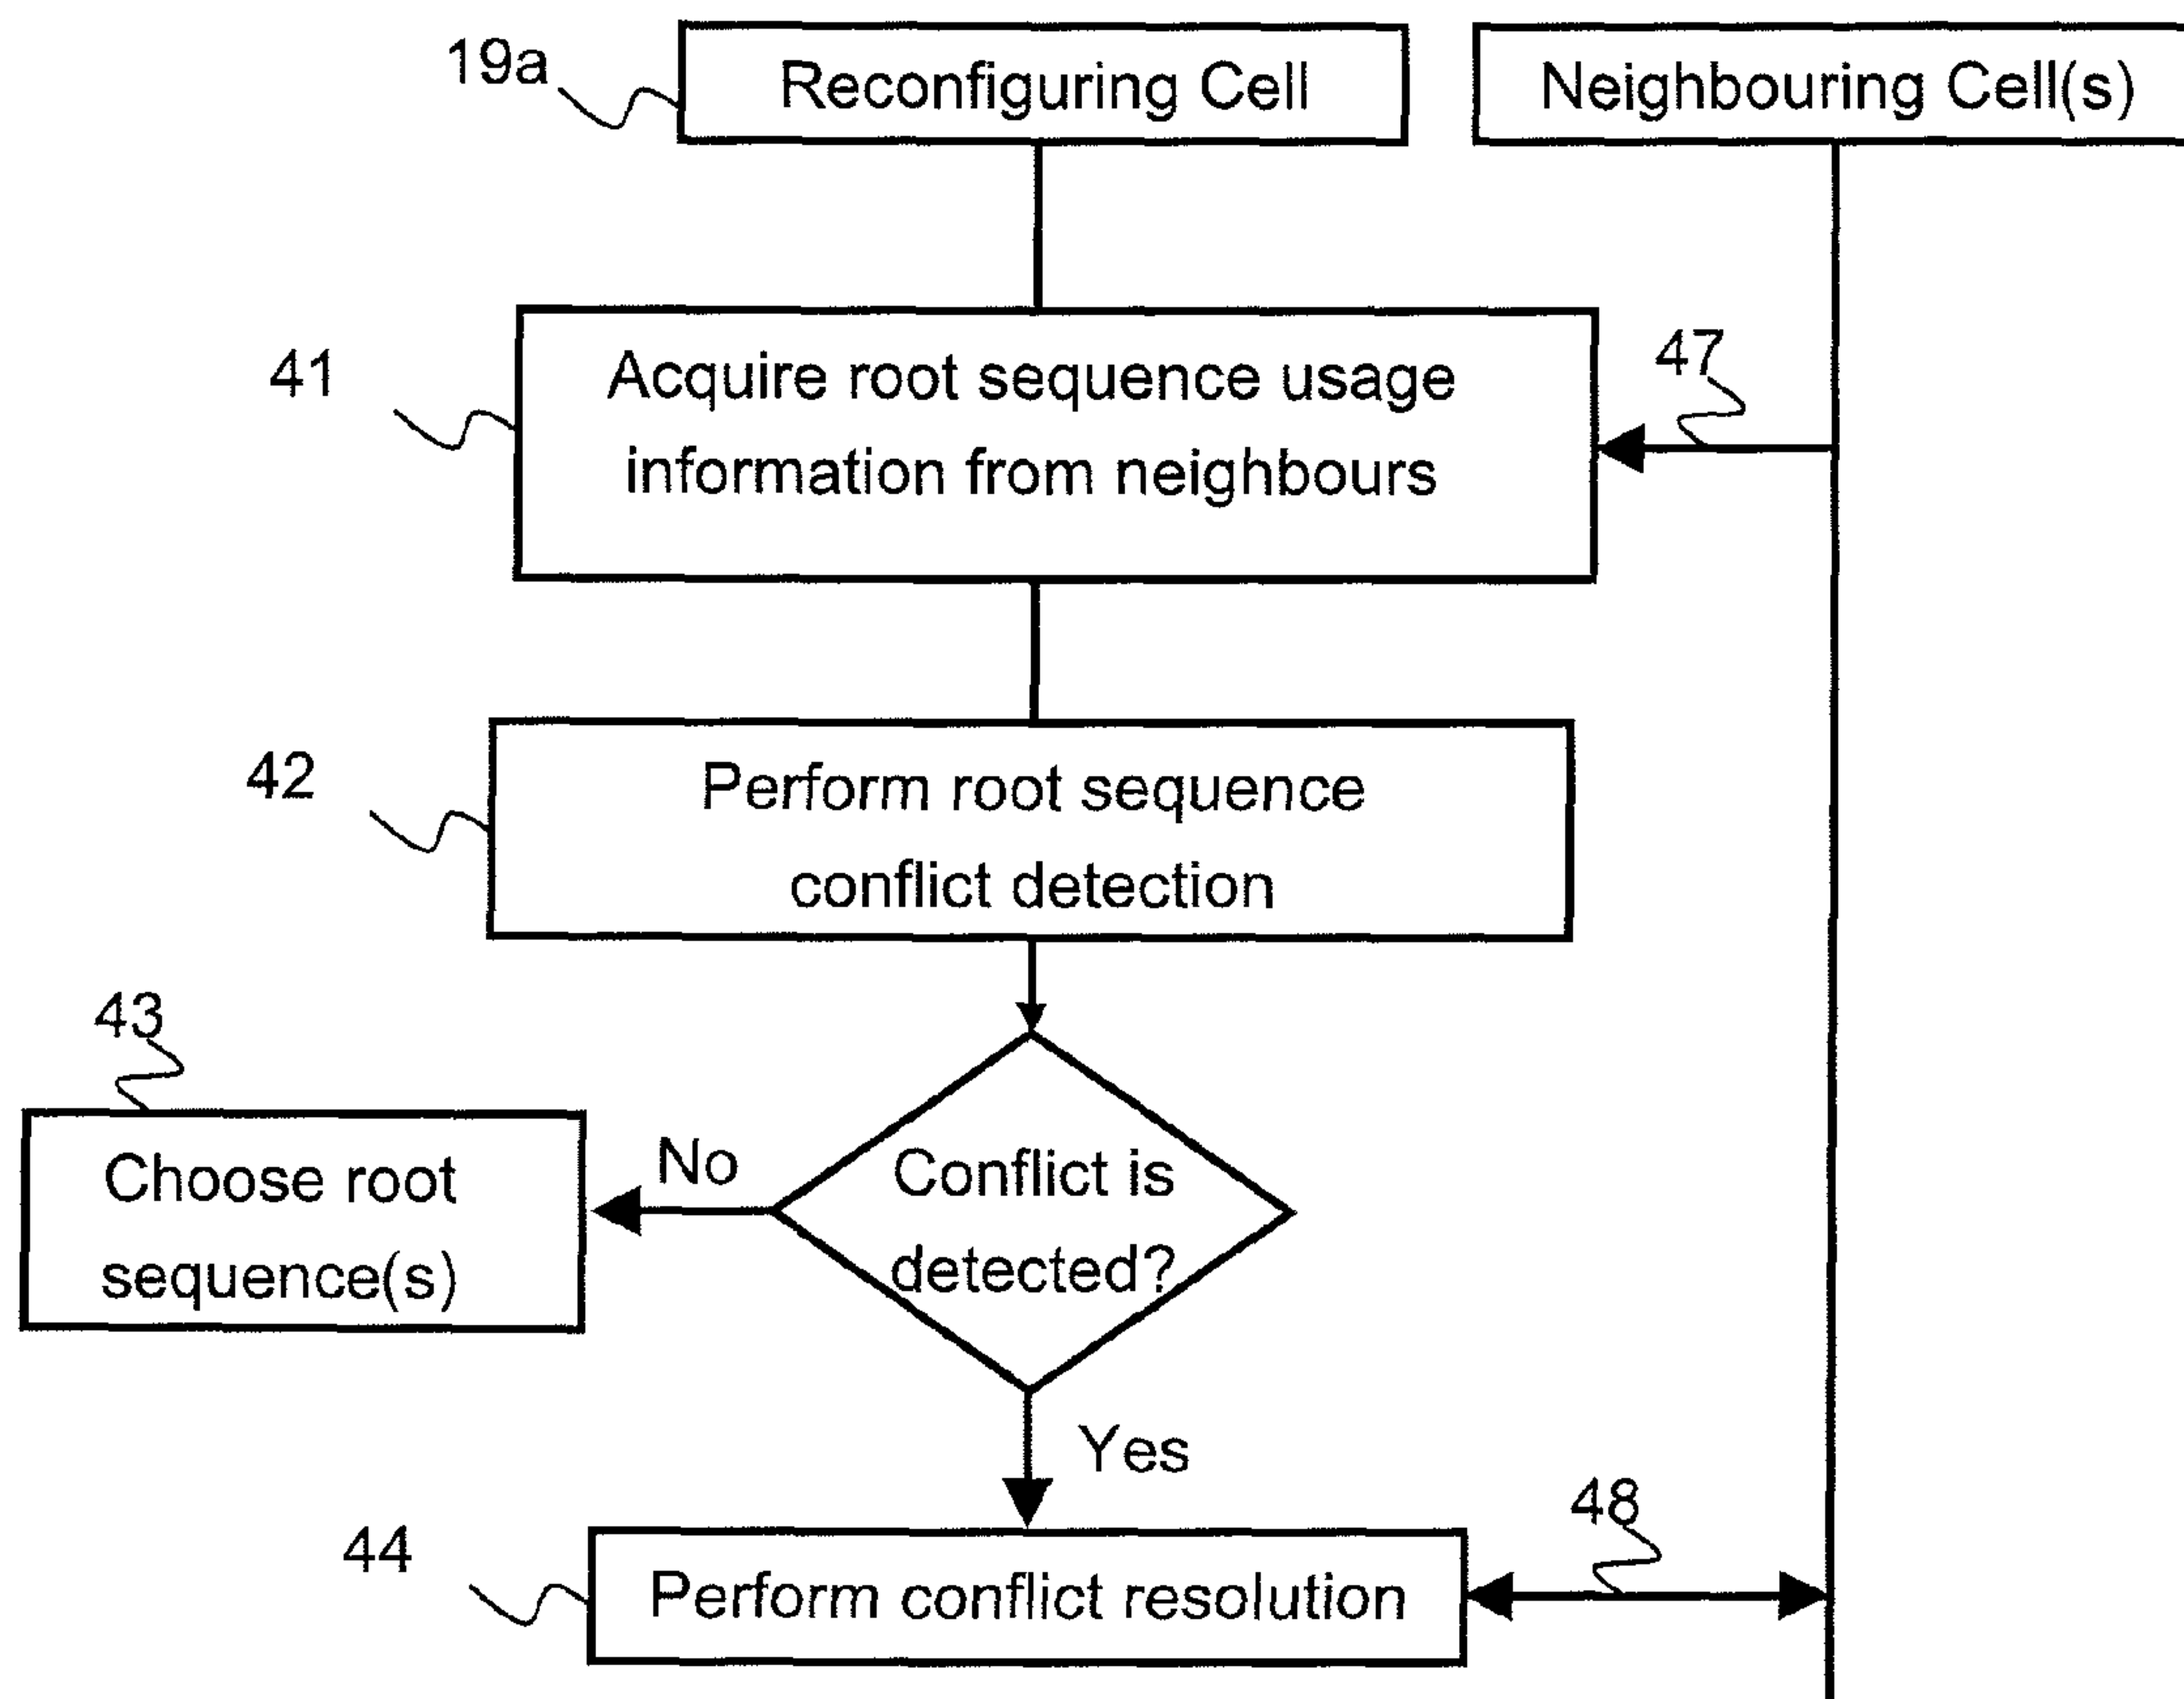 19a
Reconfiguring Cell
Neighbouring Cell(s)
41
Acquire root sequence usage
information from neighbours
47
42
Perform root sequence
conflict detection
43
Choose root
sequence(s)
No
Conflict is
detected?
Yes
44
Perform conflict resolution
48